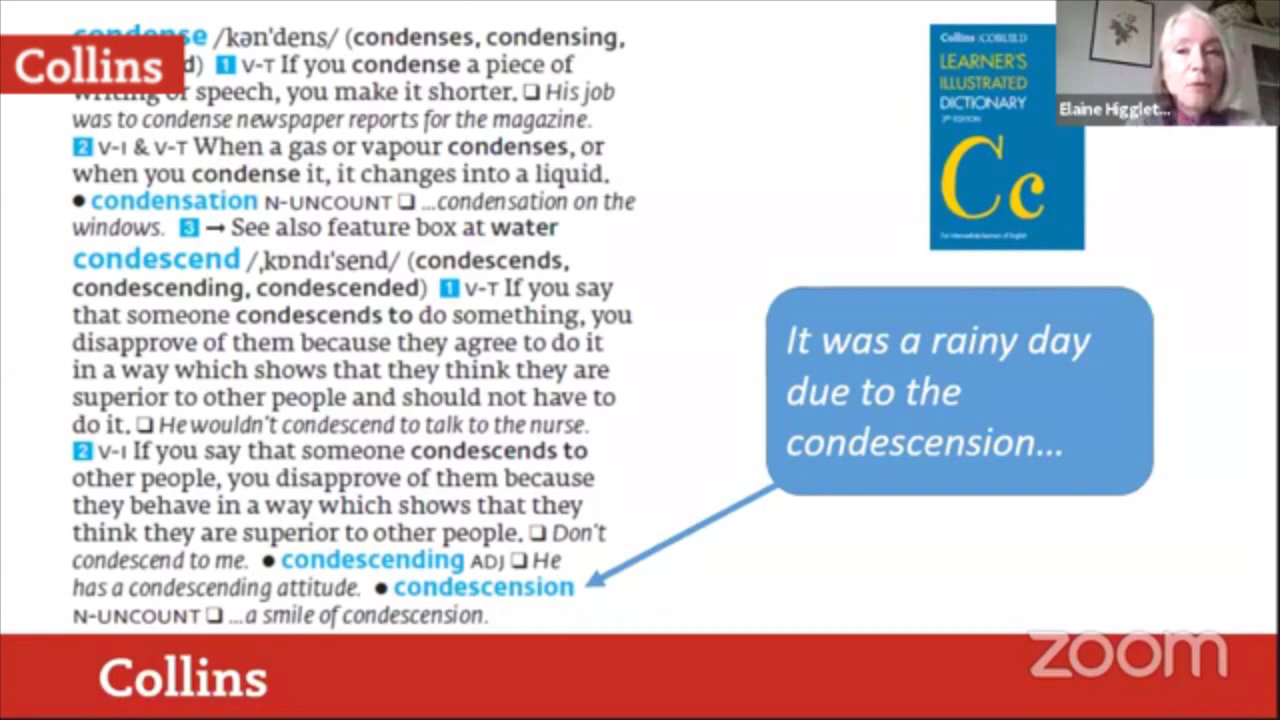 condense /kən'dens/ (condenses, condensing,
Collins
d) 1 V-T If you condense a piece of
writing or speech, you make it shorter. ❑ His job
was to condense newspaper reports for the magazine.
2 V-I & V-T When a gas or vapour condenses, or
when you condense it, it changes into a liquid.
● condensation N-UNCOUNT ❑ ...condensation on the
windows. 3 → See also feature box at water
condescend /ˌkɒndɪ'send/ (condescends,
condescending, condescended) 1 V-T If you say
that someone condescends to do something, you
disapprove of them because they agree to do it
in a way which shows that they think they are
superior to other people and should not have to
do it. ❑ He wouldn't condescend to talk to the nurse.
2 V-I If you say that someone condescends to
other people, you disapprove of them because
they behave in a way which shows that they
think they are superior to other people. ❑ Don't
condescend to me. ● condescending ADJ ❑ He
has a condescending attitude. ● condescension
N-UNCOUNT ❑ ...a smile of condescension.
Collins COBUILD
LEARNER'S
ILLUSTRATED
DICTIONARY
EDITION
Cc
For Intermediate learners of English
Elaine Higglet...
It was a rainy day
due to the
condescension...
Collins
zoom